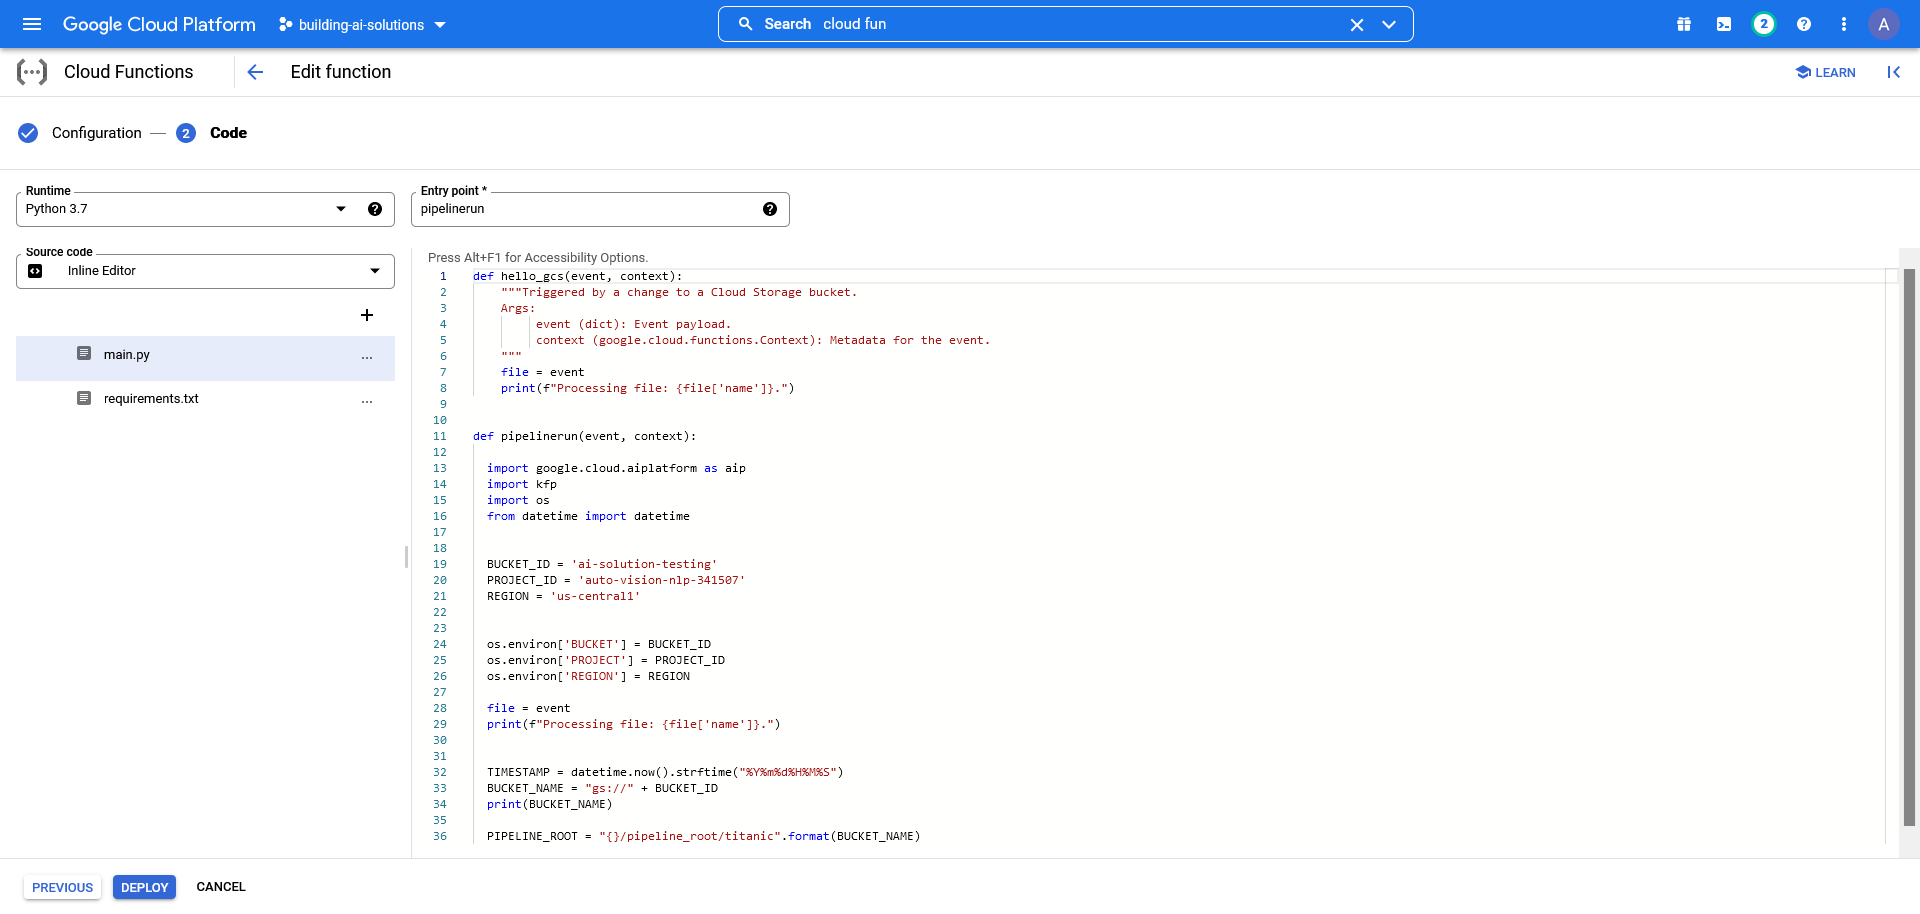 Google Cloud Platform
building-ai-solutions
Search cloud fun
2
A
Cloud Functions
Edit function
LEARN
Configuration
2 Code
Runtime
Python 3.7
Entry point *
pipelinerun
Source code
Inline Editor
main.py ...
requirements.txt ...
Press Alt+F1 for Accessibility Options.
1 def hello_gcs(event, context):
2 """Triggered by a change to a Cloud Storage bucket.
3 Args:
4 event (dict): Event payload.
5 context (google.cloud.functions.Context): Metadata for the event.
6 """
7 file = event
8 print(f"Processing file: {file['name']}.")
9
10
11 def pipelinerun(event, context):
12
13 import google.cloud.aiplatform as aip
14 import kfp
15 import os
16 from datetime import datetime
17
18
19 BUCKET_ID = 'ai-solution-testing'
20 PROJECT_ID = 'auto-vision-nlp-341507'
21 REGION = 'us-central1'
22
23
24 os.environ['BUCKET'] = BUCKET_ID
25 os.environ['PROJECT'] = PROJECT_ID
26 os.environ['REGION'] = REGION
27
28 file = event
29 print(f"Processing file: {file['name']}.")
30
31
32 TIMESTAMP = datetime.now().strftime("%Y%m%d%H%M%S")
33 BUCKET_NAME = "gs://" + BUCKET_ID
34 print(BUCKET_NAME)
35
36 PIPELINE_ROOT = "{}/pipeline_root/titanic".format(BUCKET_NAME)
PREVIOUS
DEPLOY
CANCEL